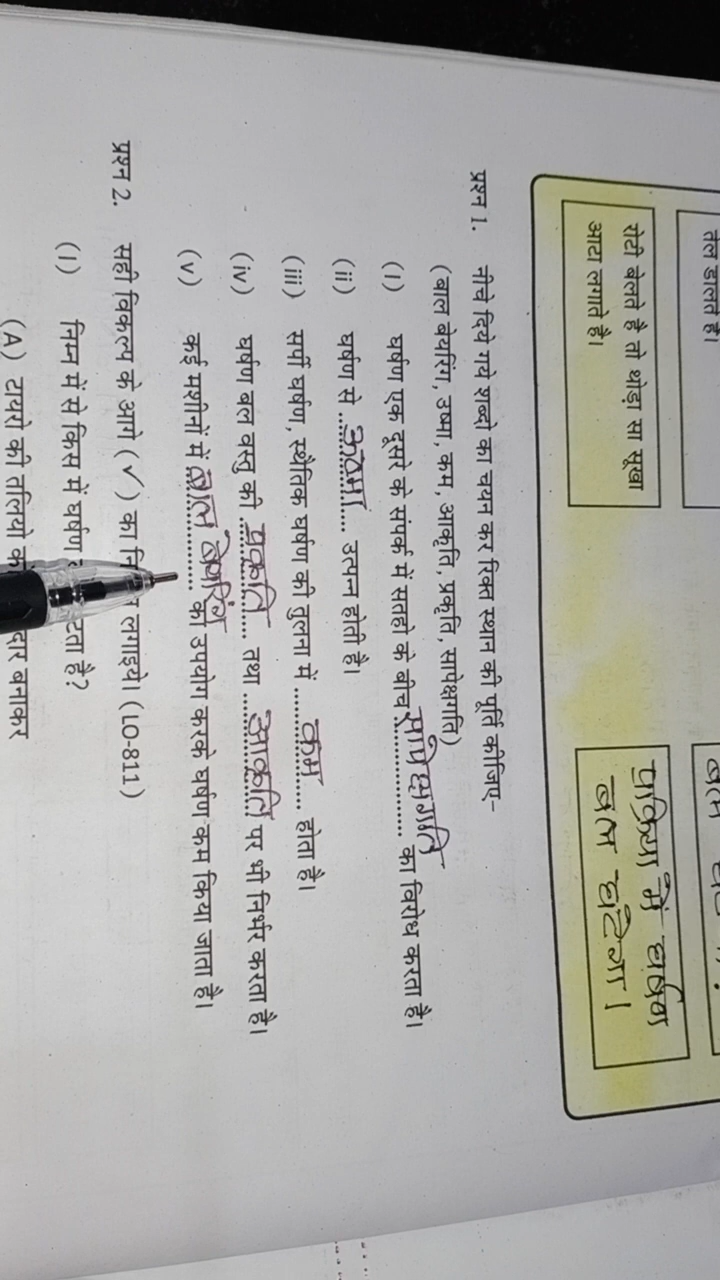 तेल डालते हैं।
रोटी बेलते है तो थोड़ा सा सूखा
आटा लगाते है।
प्रक्रिया में घर्षण
बल घटेगा।
प्रश्न 1. नीचे दिये गये शब्दो का चयन कर रिक्त स्थान की पूर्ति कीजिए-
(बाल बेयरिंग, उष्मा, कम, आकृति, प्रकृति, सापेक्षगति)
(I) घर्षण एक दूसरे के संपर्क में सतहो के बीच सापेक्षगति का विरोध करता है।
(ii) घर्षण से ऊष्मा उत्पन होती है।
(iii) सर्पी घर्षण, स्थैतिक घर्षण की तुलना में कम होता है।
(iv) घर्षण बल वस्तु की प्रकृति तथा आकृति पर भी निर्भर करता है।
(v) कई मशीनों में बाल बेयरिंग का उपयोग करके घर्षण कम किया जाता है।
प्रश्न 2. सही विकल्प के आगे (✓) का लगाइये। (LO-811)
(I) निम्न में से किस में घर्षण है?
(A) टायरो की तलियो बनाकर